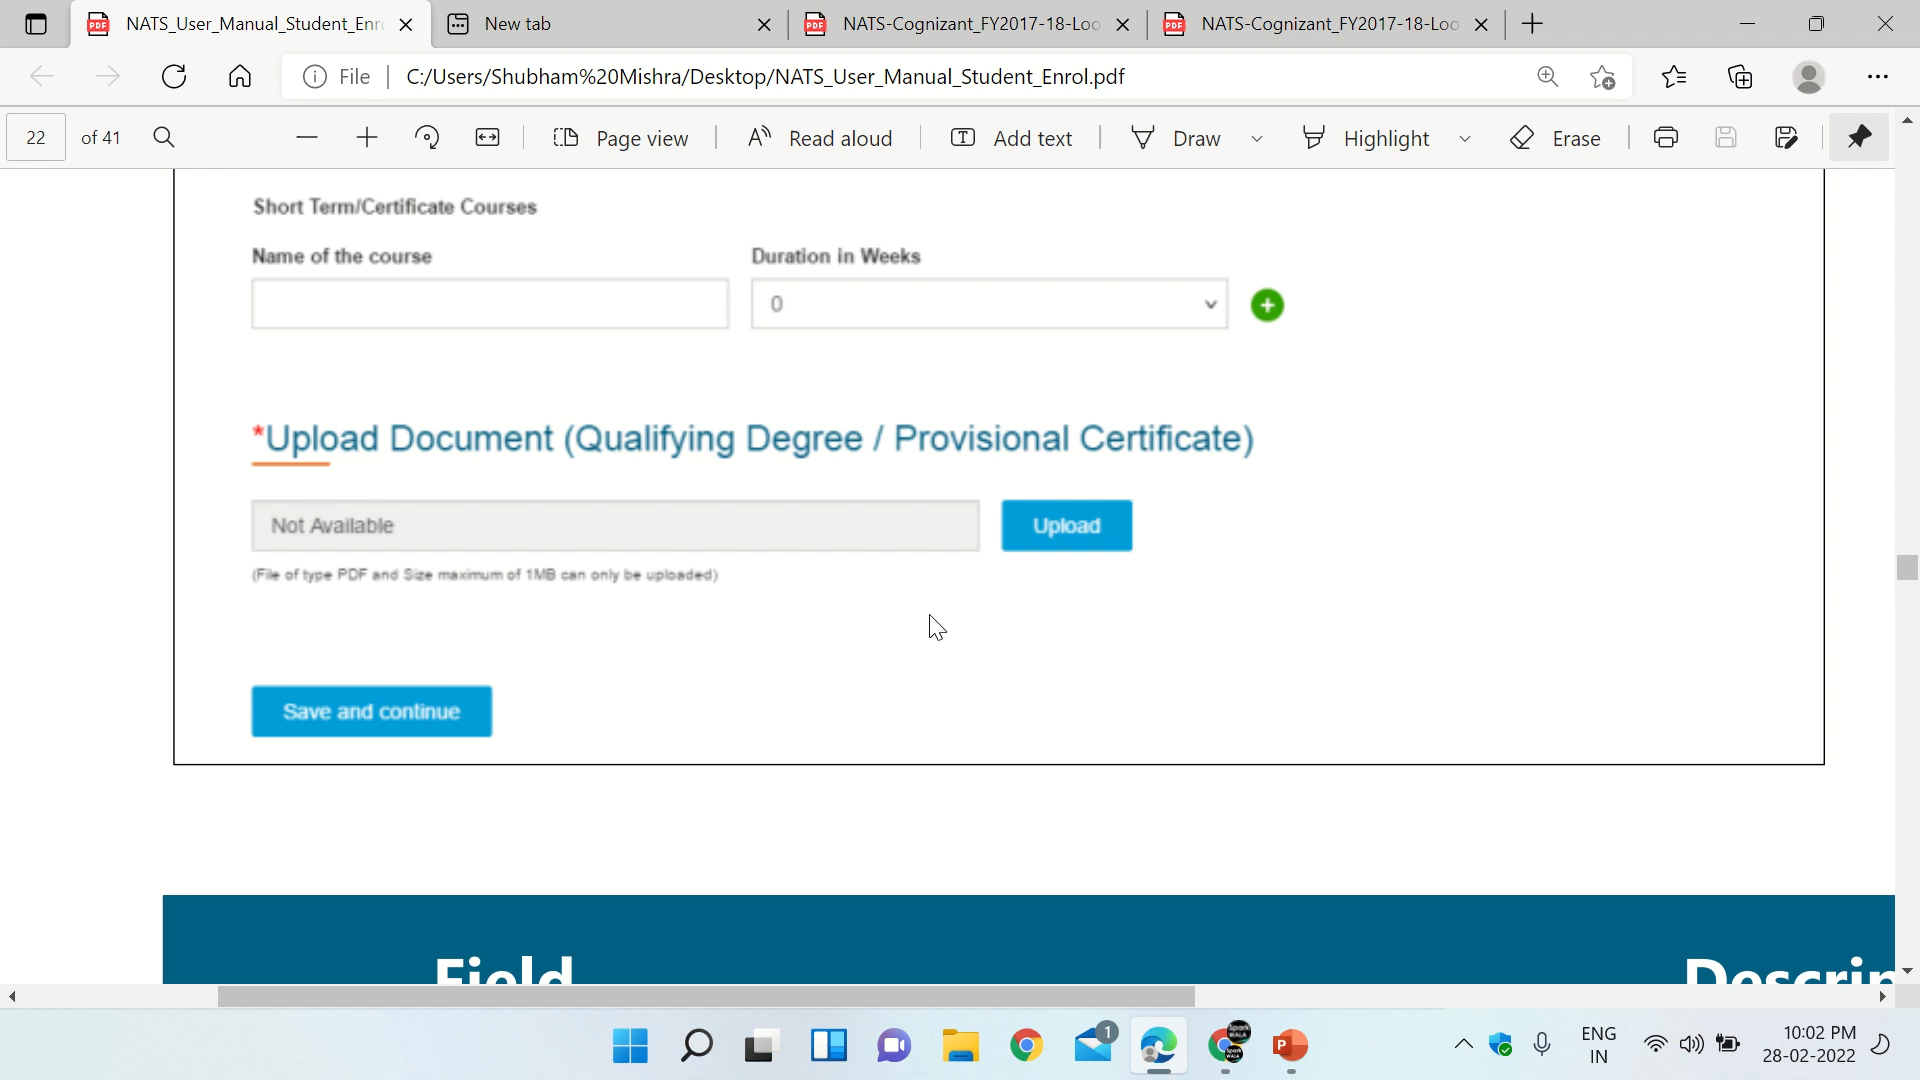 NATS_User_Manual_Student_Enr
New tab
NATS-Cognizant_FY2017-18-Loo
NATS-Cognizant_FY2017-18-Loo
File
C:/Users/Shubham%20Mishra/Desktop/NATS_User_Manual_Student_Enrol.pdf
22 of 41
Page view
Read aloud
Add text
Draw
Highlight
Erase
Short Term/Certificate Courses
Name of the course
Duration in Weeks
0
*Upload Document (Qualifying Degree / Provisional Certificate)
Not Available
Upload
(File of type PDF and Size maximum of 1MB can only be uploaded)
Save and continue
Field
Descrip
1
ENG
IN
10:02 PM
28-02-2022